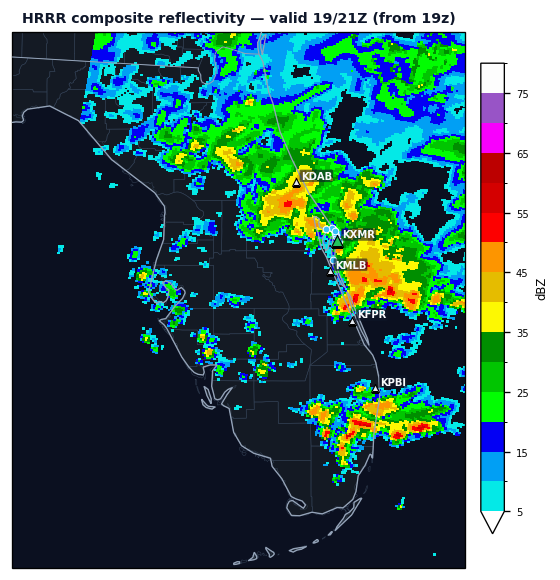 HRRR composite reflectivity — valid 19/21Z (from 19z)
KDAB
KXMR
KMLB
KFPR
KPBI
75
65
55
45
35
25
15
5
dBZ